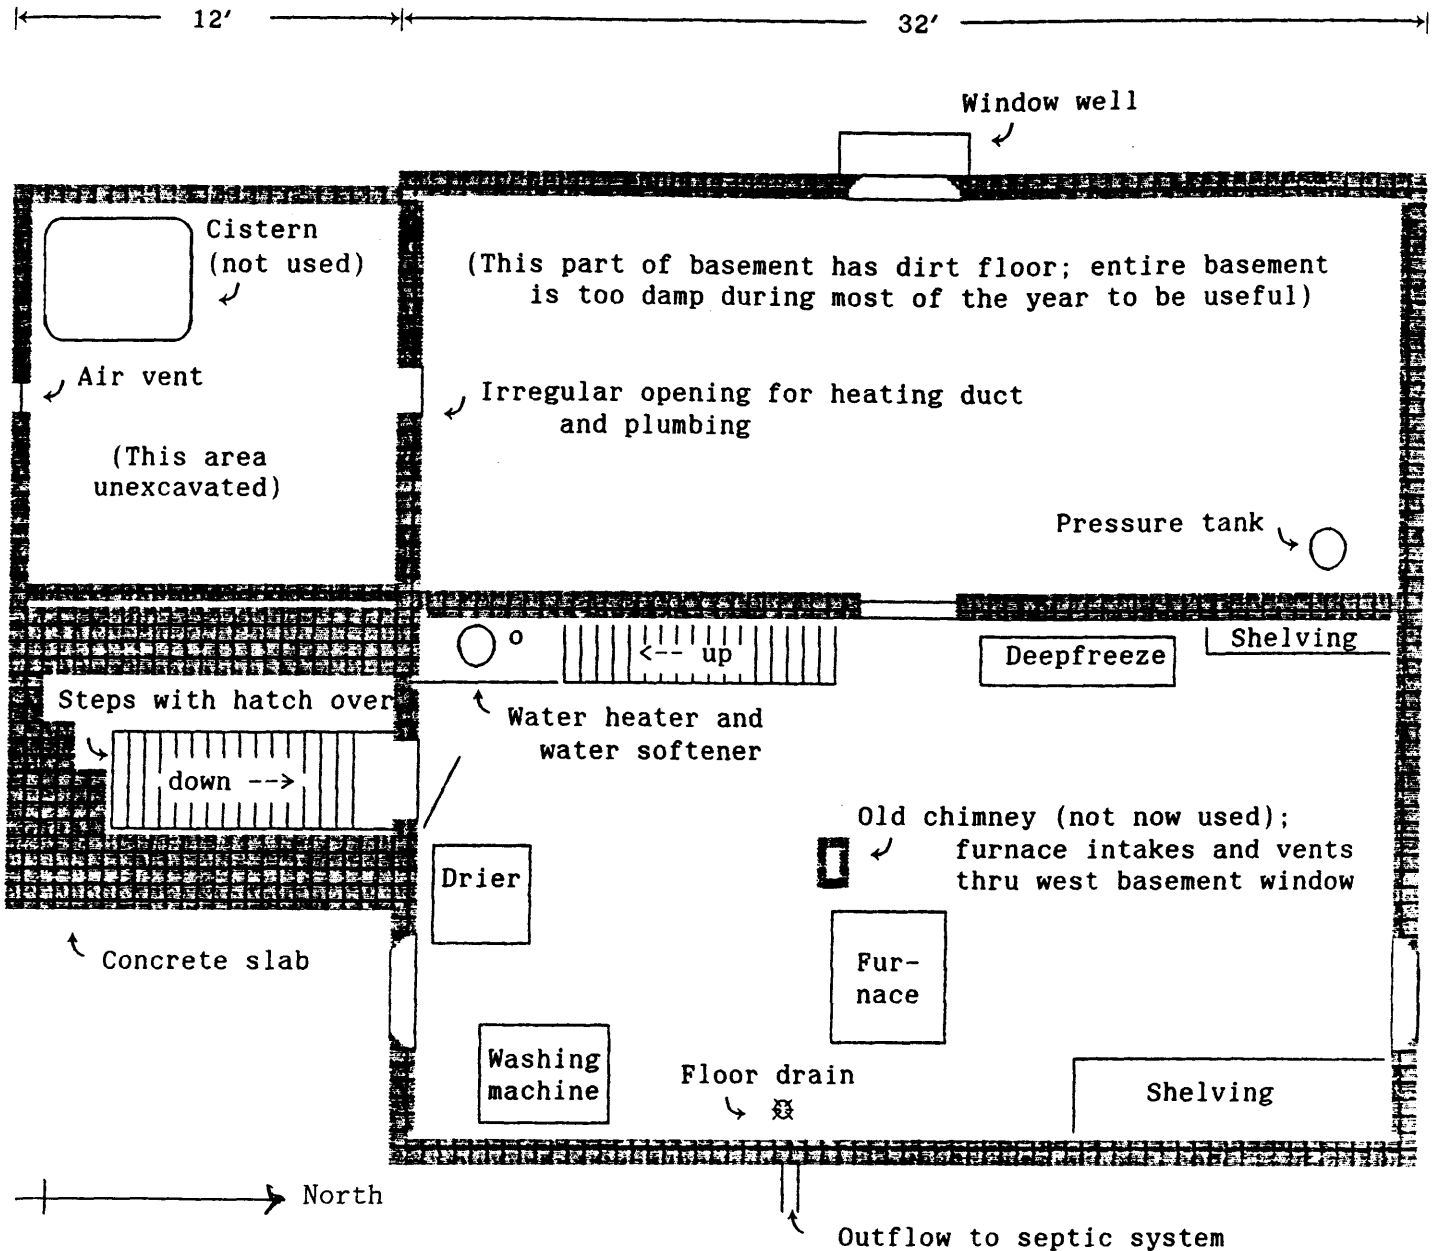 12'
32'
Window well
Cistern
(not used)
(This part of basement has dirt floor; entire basement
is too damp during most of the year to be useful)
Air vent
Irregular opening for heating duct
and plumbing
(This area
unexcavated)
Pressure tank
<-- up
Deepfreeze
Shelving
Steps with hatch over
Water heater and
water softener
down -->
Old chimney (not now used);
furnace intakes and vents
thru west basement window
Drier
Concrete slab
Fur-
nace
Washing
machine
Floor drain
Shelving
North
Outflow to septic system